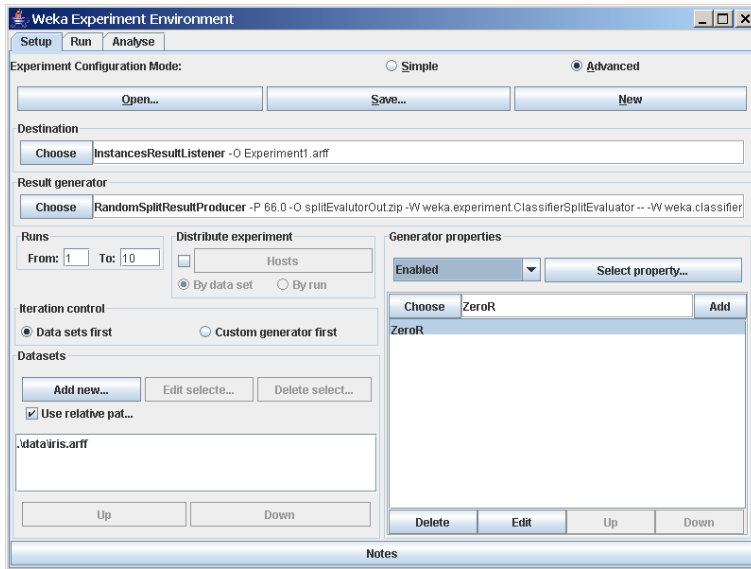 Weka Experiment Environment
Setup Run Analyse
Experiment Configuration Mode: Simple Advanced
Open... Save... New
Destination
Choose InstancesResultListener -O Experiment1.arff
Result generator
Choose RandomSplitResultProducer -P 66.0 -O splitEvalutorOut.zip -W weka.experiment.ClassifierSplitEvaluator -- -W weka.classifier
Runs
From: 1 To: 10
Distribute experiment
Hosts
By data set By run
Iteration control
Data sets first Custom generator first
Datasets
Add new... Edit selecte... Delete select...
Use relative pat...
.\data\iris.arff
Up Down
Generator properties
Enabled Select property...
Choose ZeroR Add
ZeroR
Delete Edit Up Down
Notes